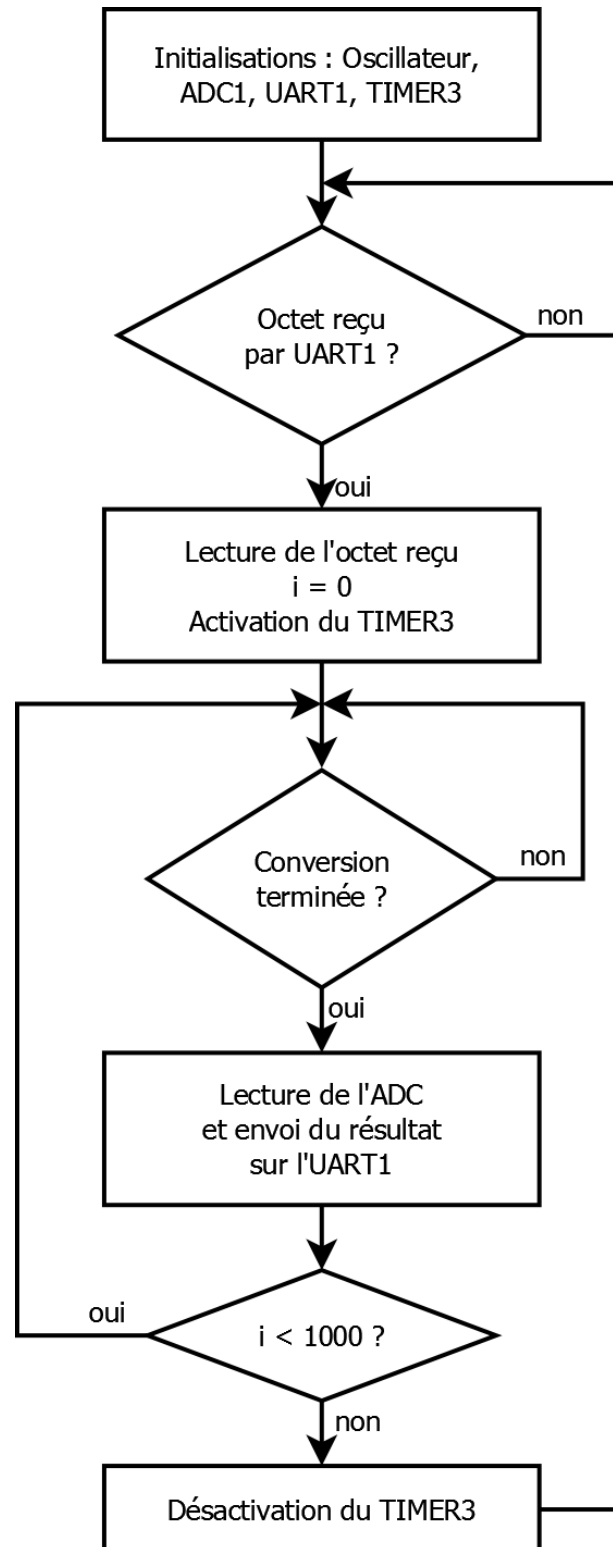 Initialisations : Oscillateur,
ADC1, UART1, TIMER3
Octet reçu
par UART1 ?
non
oui
Lecture de l'octet reçu
i = 0
Activation du TIMER3
Conversion
terminée ?
non
oui
Lecture de l'ADC
et envoi du résultat
sur l'UART1
oui
i < 1000 ?
non
Désactivation du TIMER3